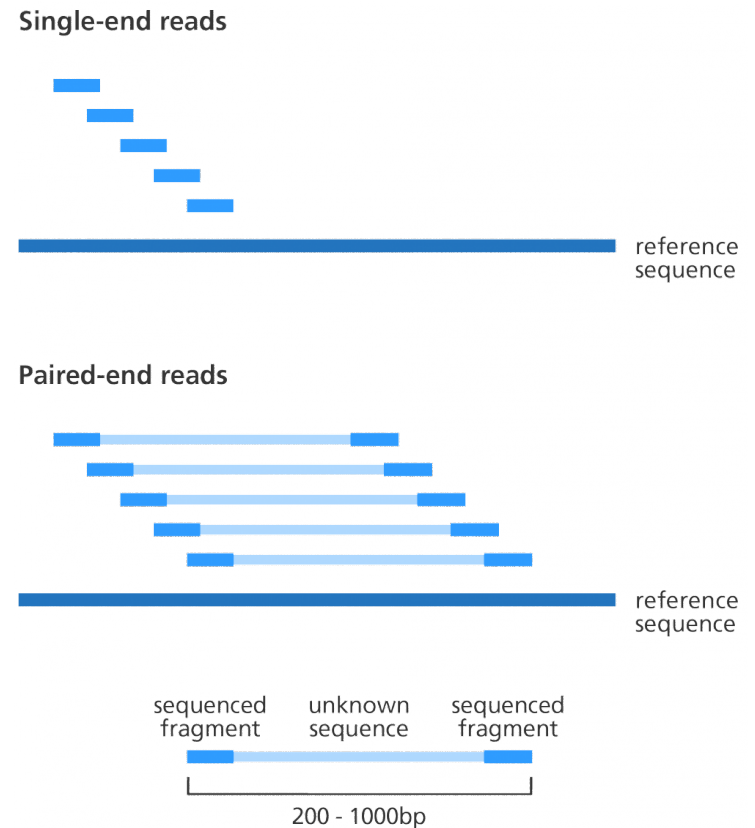 Single-end reads
reference
sequence
Paired-end reads
reference
sequence
sequenced
fragment
unknown
sequence
sequenced
fragment
200 - 1000bp